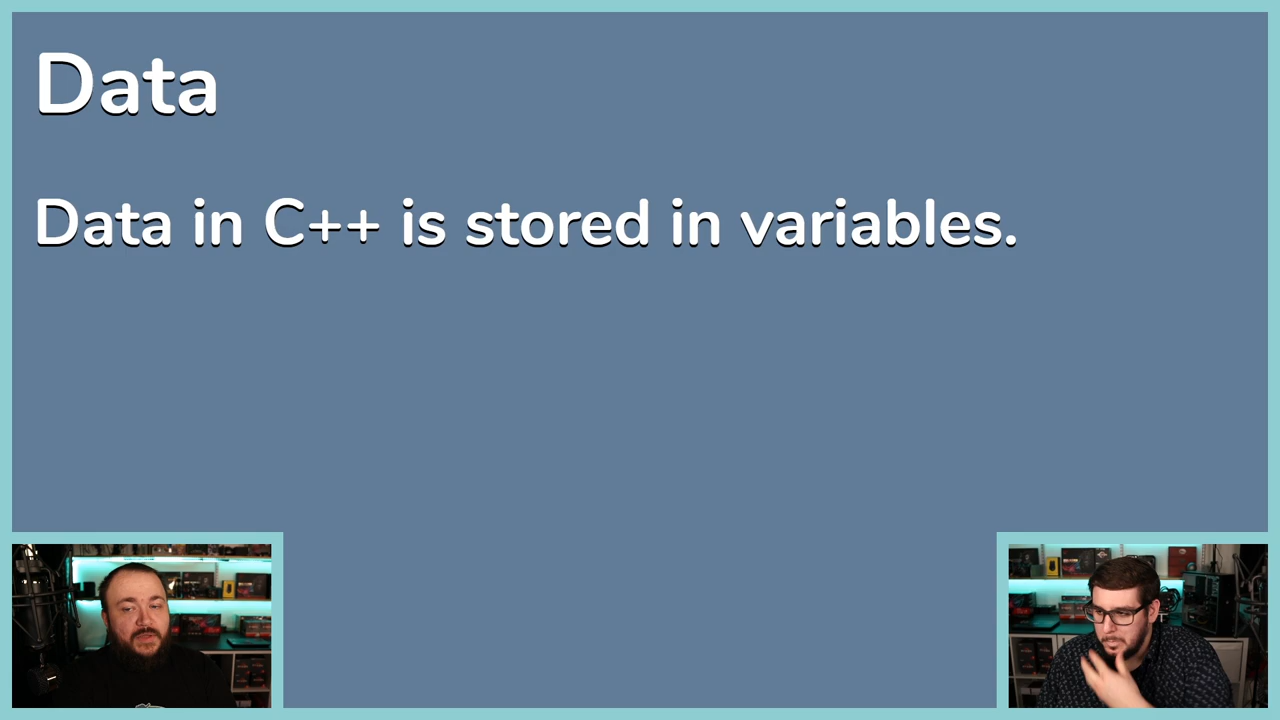 Data
Data in C++ is stored in variables.